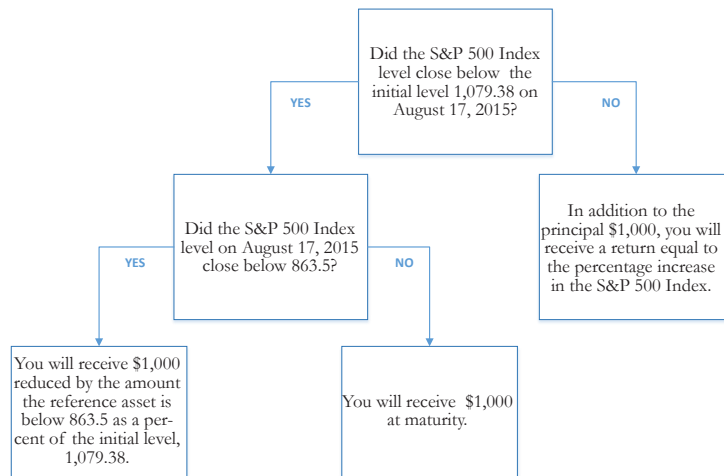 Did the S&P 500 Index
level close below the
initial level 1,079.38 on
August 17, 2015?
YES
NO
Did the S&P 500 Index
level on August 17, 2015
close below 863.5?
In addition to the
principal $1,000, you will
receive a return equal to
the percentage increase
in the S&P 500 Index.
YES
NO
You will receive $1,000
reduced by the amount
the reference asset is
below 863.5 as a per-
cent of the initial level,
1,079.38.
You will receive $1,000
at maturity.